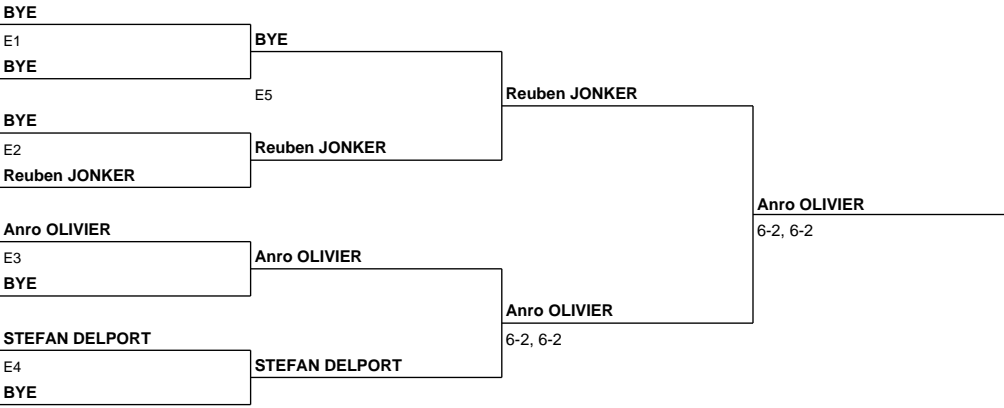 BYE
E1
BYE
BYE
E5
BYE
E2
Reuben JONKER
Reuben JONKER
Reuben JONKER
Anro OLIVIER
E3
BYE
Anro OLIVIER
STEFAN DELPORT
E4
BYE
STEFAN DELPORT
Anro OLIVIER
6-2, 6-2
Anro OLIVIER
6-2, 6-2